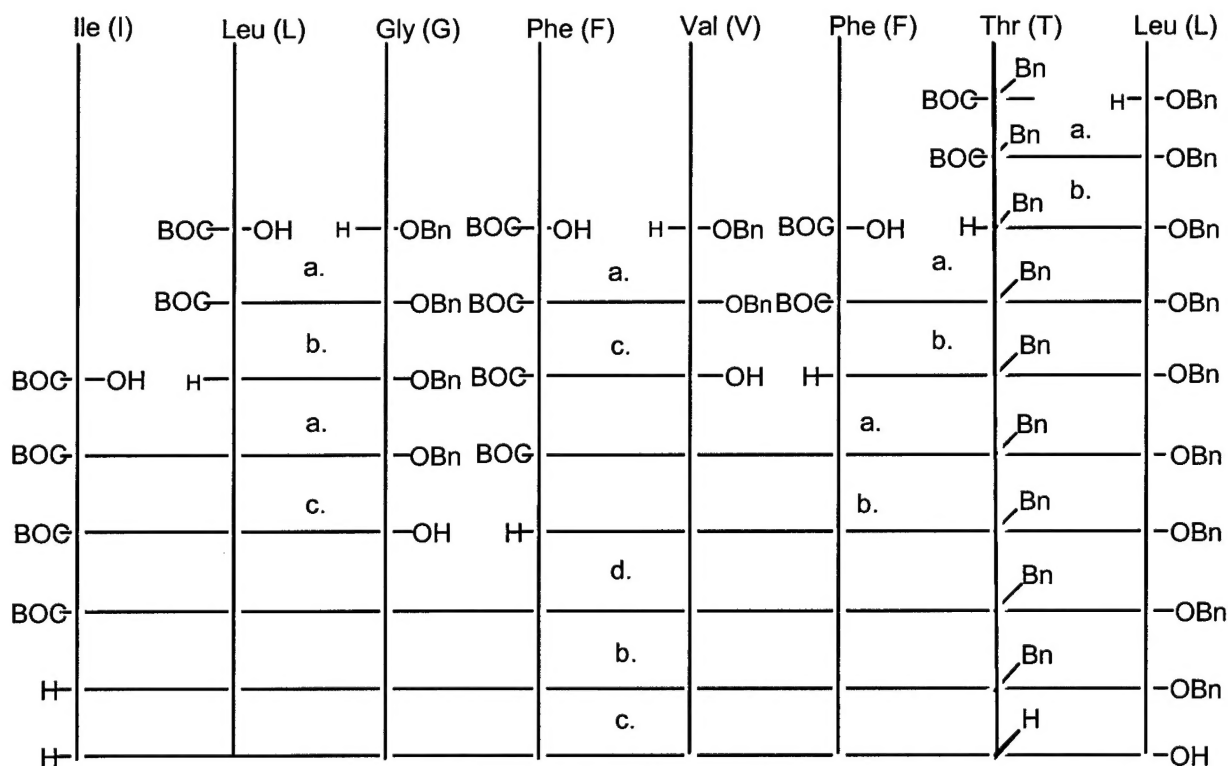 Ile (I) Leu (L) Gly (G) Phe (F) Val (V) Phe (F) Thr (T) Leu (L)
Bn
BOC H OBn
Bn a.
BOC OBn
Bn b.
BOC OH H OBn BOC OH H OBn BOC OH H OBn
a. a. a. Bn
BOC OBn BOC OBn BOC OBn
b. c. b. Bn
BOC OH H OBn BOC OH H OBn
a. a. Bn
BOC OBn BOC OBn
c. b. Bn
BOC OH H OBn
d. Bn
BOC OBn
b. Bn
H OBn
c. H
H OH